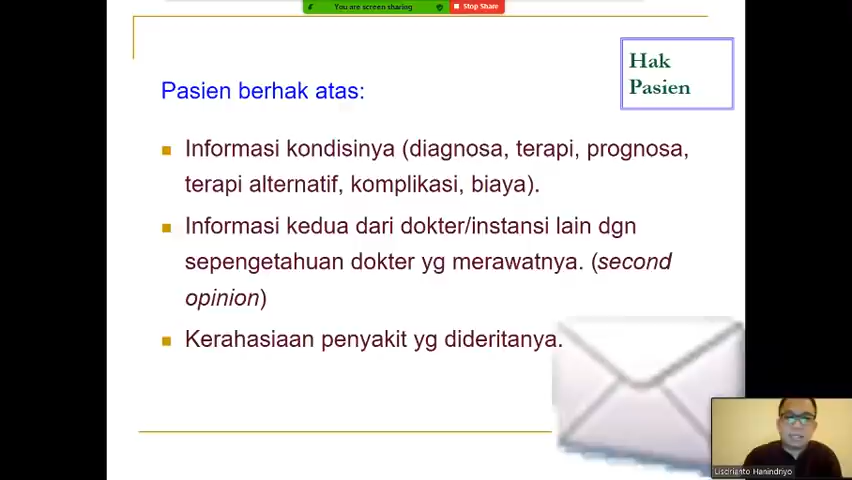 You are screen sharing
Stop Share
Hak
Pasien
Pasien berhak atas:
Informasi kondisinya (diagnosa, terapi, prognosa,
terapi alternatif, komplikasi, biaya).
Informasi kedua dari dokter/instansi lain dgn
sepengetahuan dokter yg merawatnya. (second
opinion)
Kerahasiaan penyakit yg dideritanya.
Liscirianto Hanindriyo